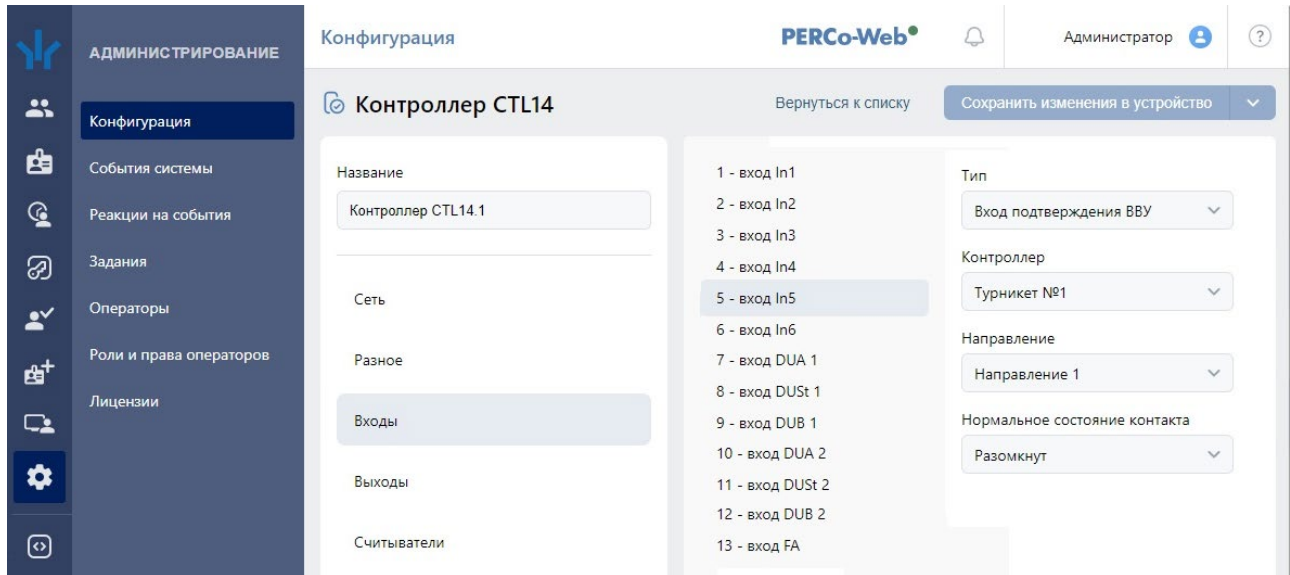 АДМИНИСТРИРОВАНИЕ
Конфигурация
События системы
Реакции на события
Задания
Операторы
Роли и права операторов
Лицензии
Конфигурация
PERCo-Web
Администратор
?
Контроллер CTL14
Вернуться к списку
Сохранить изменения в устройство
Название
Контроллер CTL14.1
Сеть
Разное
Входы
Выходы
Считыватели
1 - вход In1
2 - вход In2
3 - вход In3
4 - вход In4
5 - вход In5
6 - вход In6
7 - вход DUA 1
8 - вход DUSt 1
9 - вход DUB 1
10 - вход DUA 2
11 - вход DUSt 2
12 - вход DUB 2
13 - вход FA
Тип
Вход подтверждения ВВУ
Контроллер
Турникет №1
Направление
Направление 1
Нормальное состояние контакта
Разомкнут